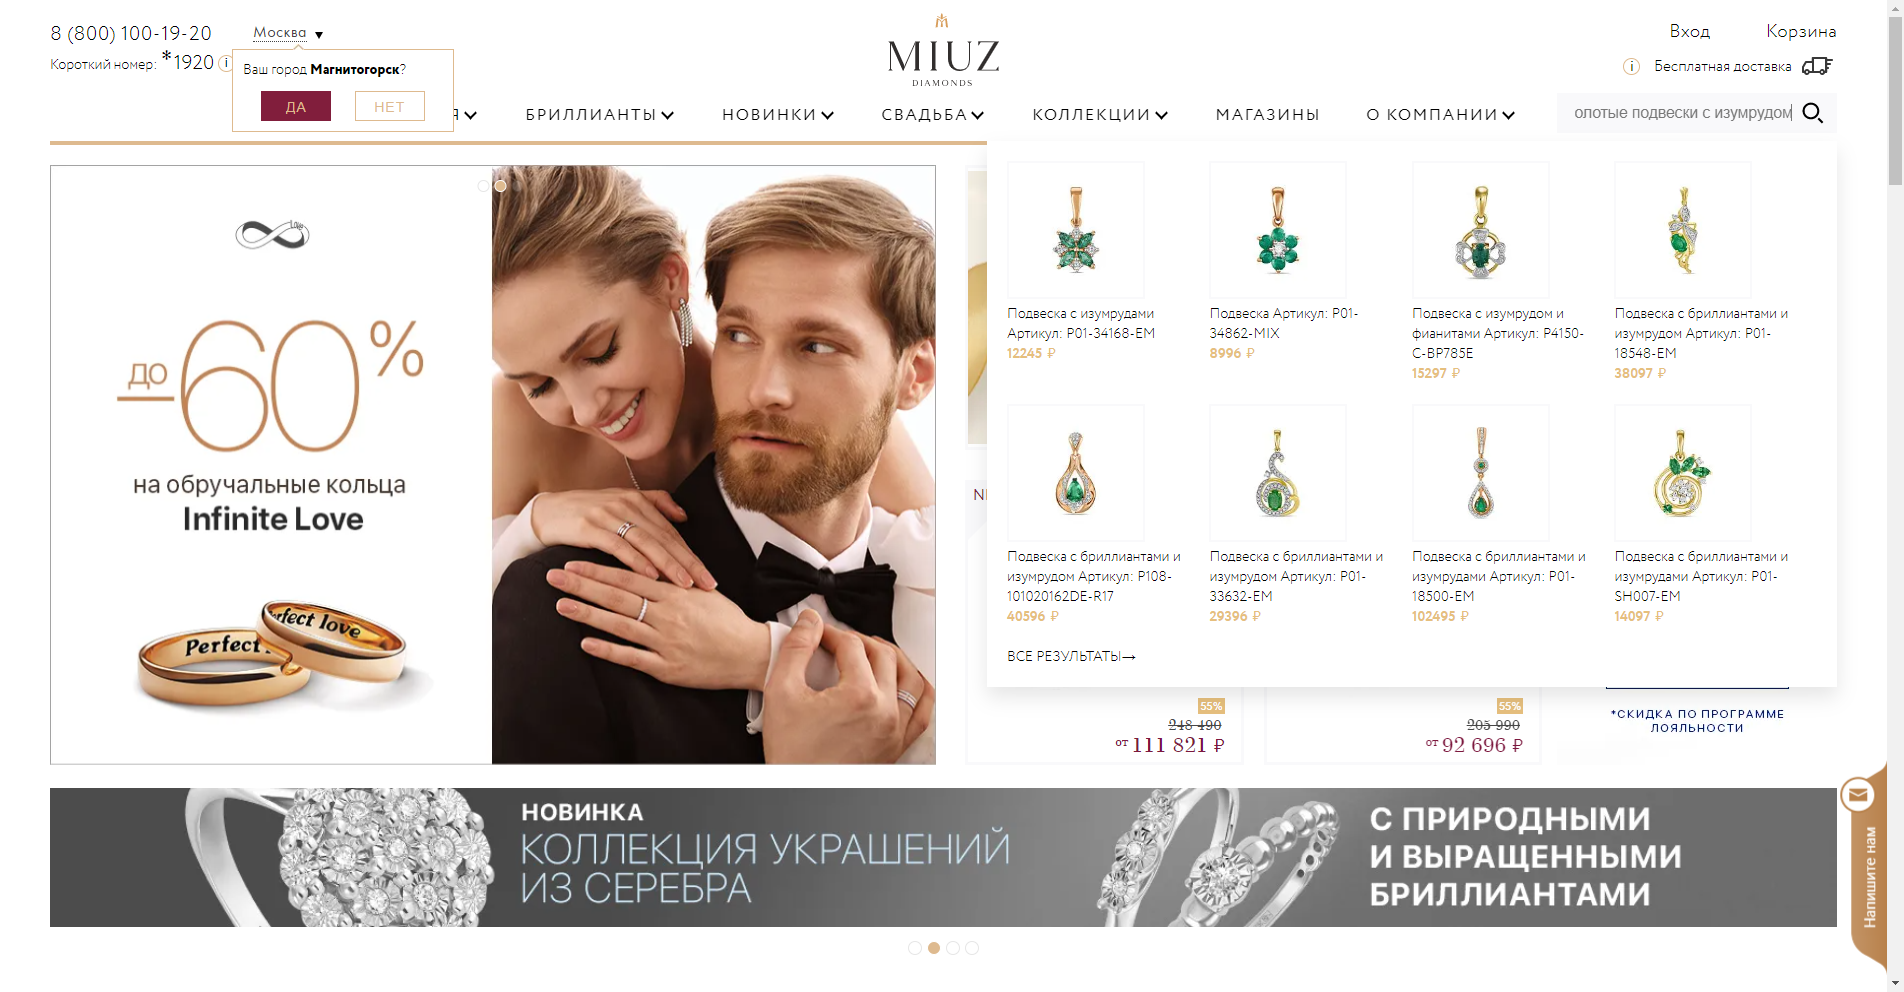 8 (800) 100-19-20
Москва ▼
Короткий номер: *1920 i
Ваш город Магнитогорск?
ДА
НЕТ
MIUZ
DIAMONDS
Вход
Корзина
i Бесплатная доставка
Я
БРИЛЛИАНТЫ
НОВИНКИ
СВАДЬБА
КОЛЛЕКЦИИ
МАГАЗИНЫ
О КОМПАНИИ
олотые подвески с изумрудом
Love
ДО
60%
на обручальные кольца
Infinite Love
Perfect
rfect love
Подвеска с изумрудами
Артикул: P01-34168-EM
12245 ₽
Подвеска Артикул: P01-
34862-MIX
8996 ₽
Подвеска с изумрудом и
фианитами Артикул: P4150-
C-BP785E
15297 ₽
Подвеска с бриллиантами и
изумрудом Артикул: P01-
18548-EM
38097 ₽
Подвеска с бриллиантами и
изумрудом Артикул: P108-
101020162DE-R17
40596 ₽
Подвеска с бриллиантами и
изумрудом Артикул: P01-
33632-EM
29396 ₽
Подвеска с бриллиантами и
изумрудами Артикул: P01-
18500-EM
102495 ₽
Подвеска с бриллиантами и
изумрудами Артикул: P01-
SH007-EM
14097 ₽
ВСЕ РЕЗУЛЬТАТЫ→
55%
248 490
от 111 821 ₽
55%
205 990
от 92 696 ₽
*СКИДКА ПО ПРОГРАММЕ
ЛОЯЛЬНОСТИ
НОВИНКА
КОЛЛЕКЦИЯ УКРАШЕНИЙ
ИЗ СЕРЕБРА
С ПРИРОДНЫМИ
И ВЫРАЩЕННЫМИ
БРИЛЛИАНТАМИ
Напишите нам